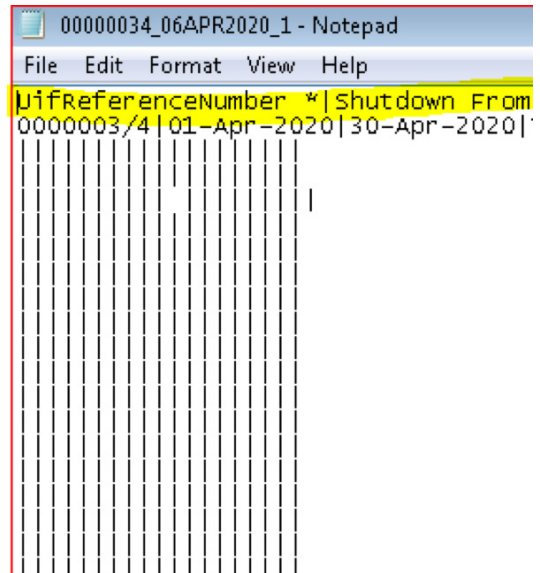 00000034_06APR2020_1 - Notepad
File Edit Format View Help
UifReferenceNumber *|Shutdown From
0000003/4|01-Apr-2020|30-Apr-2020|